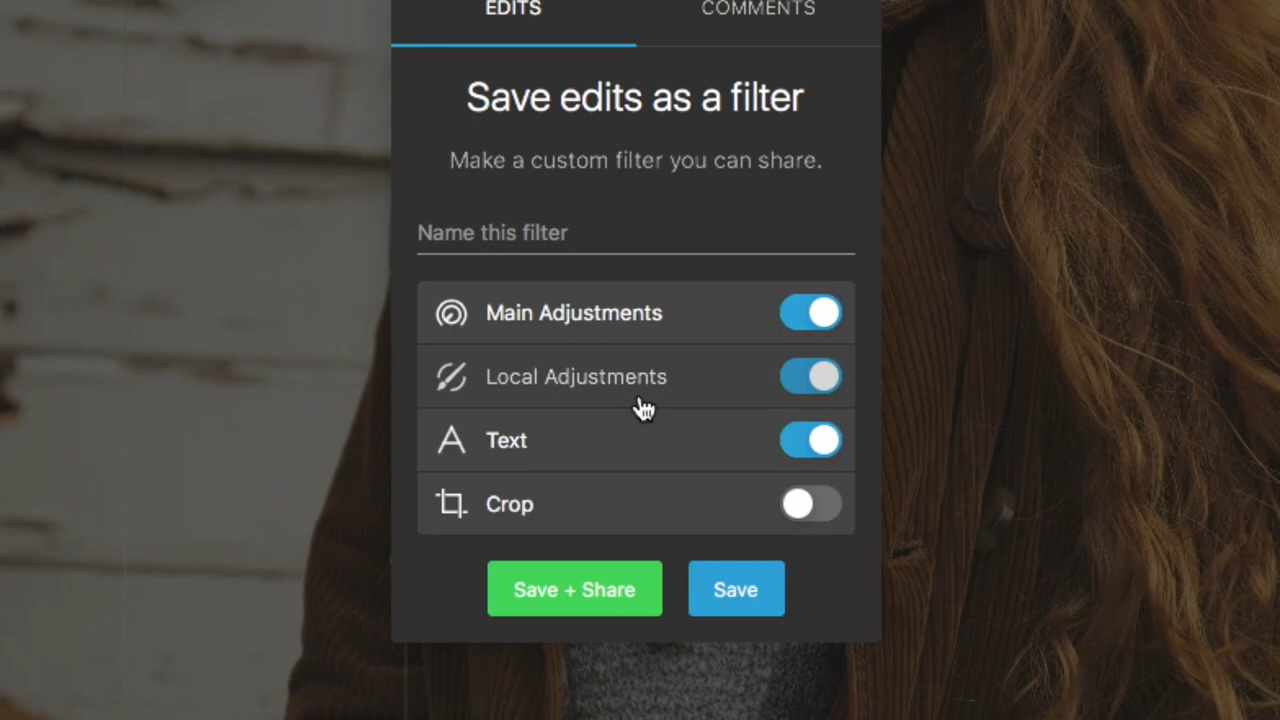 EDITS
COMMENTS
Save edits as a filter
Make a custom filter you can share.
Name this filter
Main Adjustments
Local Adjustments
Text
Crop
Save + Share
Save